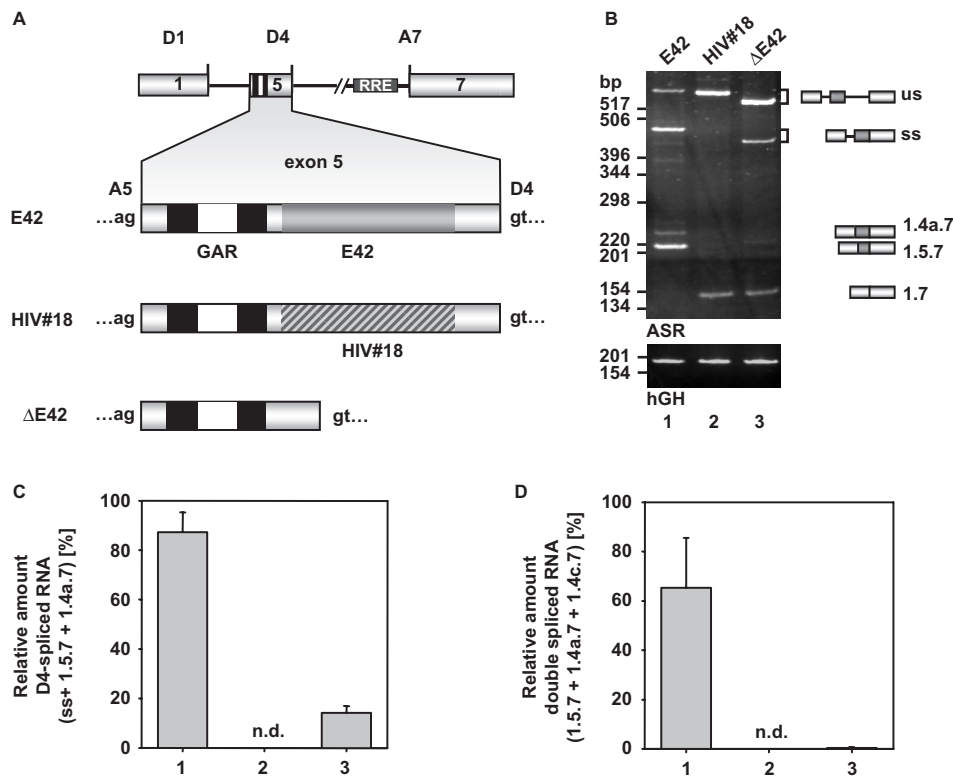 A
D1 D4 A7
1 5 RRE 7
exon 5
A5 D4
E42 ...ag gt...
GAR E42
HIV#18 ...ag gt...
HIV#18
ΔE42 ...ag gt...
B
E42 HIV#18 ΔE42
bp
517
506
396
344
298
220
201
154
134
us
ss
1.4a.7
1.5.7
1.7
ASR
201
154
hGH
1 2 3
C
Relative amount
D4-spliced RNA
(ss+ 1.5.7 + 1.4a.7) [%]
100
80
60
40
20
0
n.d.
1 2 3
D
Relative amount
double spliced RNA
(1.5.7 + 1.4a.7 + 1.4c.7) [%]
100
80
60
40
20
0
n.d.
1 2 3